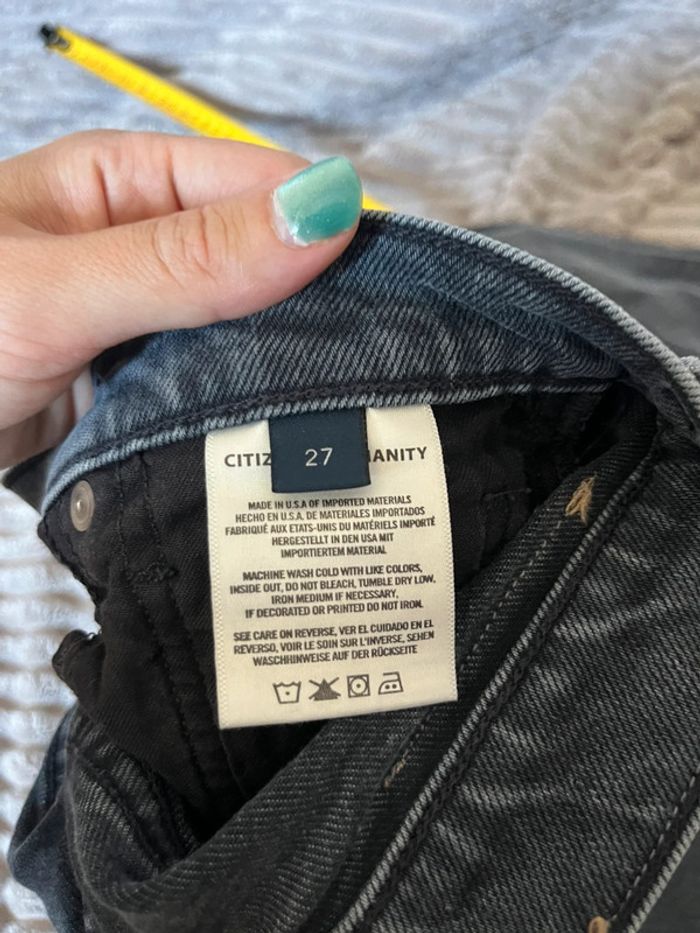 CITIZ
ANITY
27
MADE IN U.S.A OF IMPORTED MATERIALS
HECHO EN U.S.A, DE MATERIALES IMPORTADOS
FABRIQUÉ AUX ETATS-UNIS DU MATÉRIELS IMPORTÉ
HERGESTELLT IN DEN USA MIT
IMPORTIERTEM MATERIAL
MACHINE WASH COLD WITH LIKE COLORS,
INSIDE OUT, DO NOT BLEACH, TUMBLE DRY LOW.
IRON MEDIUM IF NECESSARY,
IF DECORATED OR PRINTED DO NOT IRON.
SEE CARE ON REVERSE, VER EL CUIDADO EN EL
REVERSO, VOIR LE SOIN SUR L'INVERSE, SEHEN
WASCHHINWEISE AUF DER RÜCKSEITE